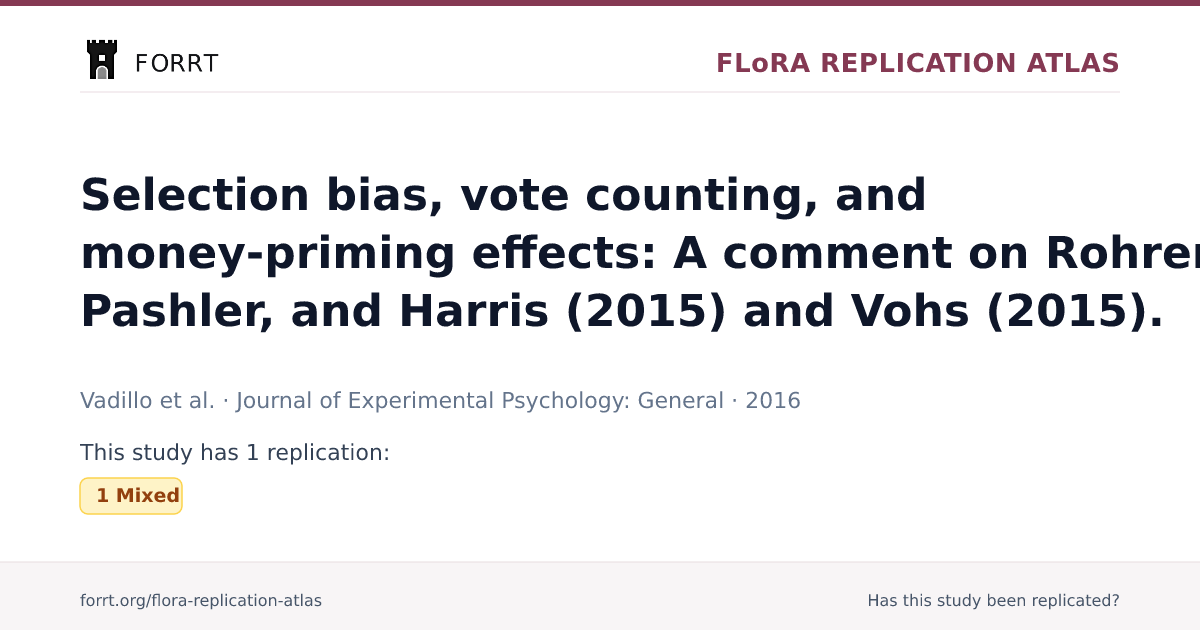 FORRT
FLoRA REPLICATION ATLAS
Selection bias, vote counting, and
money-priming effects: A comment on Rohrer
Pashler, and Harris (2015) and Vohs (2015).
Vadillo et al. · Journal of Experimental Psychology: General · 2016
This study has 1 replication:
1 Mixed
forrt.org/flora-replication-atlas
Has this study been replicated?